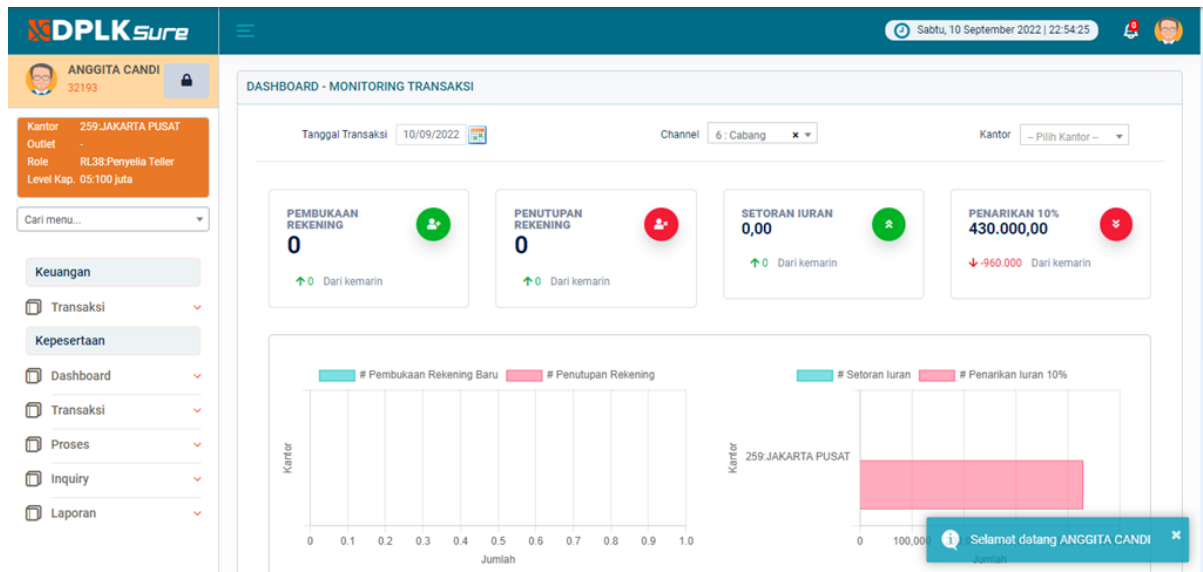 DPLKSure
Sabtu, 10 September 2022 | 22:54:25
0
ANGGITA CANDI
32193
Kantor 259:JAKARTA PUSAT
Outlet -
Role RL38:Penyelia Teller
Level Kap. 05:100 juta
Cari menu...
Keuangan
Transaksi
Kepesertaan
Dashboard
Transaksi
Proses
Inquiry
Laporan
DASHBOARD - MONITORING TRANSAKSI
Tanggal Transaksi 10/09/2022 Channel 6 : Cabang Kantor -- Pilih Kantor --
PEMBUKAAN
REKENING
0
0 Dari kemarin
PENUTUPAN
REKENING
0
0 Dari kemarin
SETORAN IURAN
0,00
0 Dari kemarin
PENARIKAN 10%
430.000,00
-960.000 Dari kemarin
# Pembukaan Rekening Baru # Penutupan Rekening
Kantor
0 0.1 0.2 0.3 0.4 0.5 0.6 0.7 0.8 0.9 1.0
Jumlah
# Setoran Iuran # Penarikan Iuran 10%
Kantor
259:JAKARTA PUSAT
0 100,000
Jumlah
Selamat datang ANGGITA CANDI